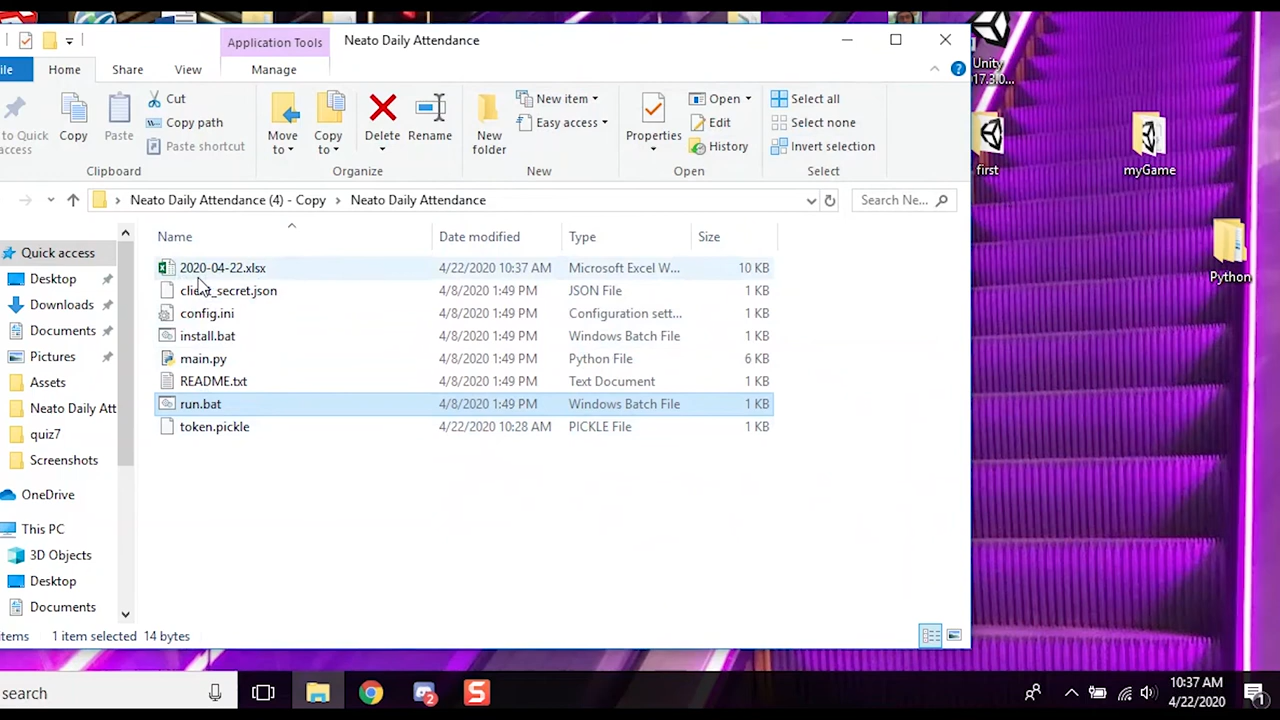 Application Tools
Neato Daily Attendance
ile
Home
Share
View
Manage
to Quick
access
Copy
Paste
Cut
Copy path
Paste shortcut
Clipboard
Move
to
Copy
to
Delete
Rename
Organize
New
folder
New item
Easy access
New
Properties
Open
Edit
History
Open
Select all
Select none
Invert selection
Select
Neato Daily Attendance (4) - Copy
Neato Daily Attendance
Search Ne...
Name
Date modified
Type
Size
2020-04-22.xlsx 4/22/2020 10:37 AM Microsoft Excel W... 10 KB
client_secret.json 4/8/2020 1:49 PM JSON File 1 KB
config.ini 4/8/2020 1:49 PM Configuration sett... 1 KB
install.bat 4/8/2020 1:49 PM Windows Batch File 1 KB
main.py 4/8/2020 1:49 PM Python File 6 KB
README.txt 4/8/2020 1:49 PM Text Document 1 KB
run.bat 4/8/2020 1:49 PM Windows Batch File 1 KB
token.pickle 4/22/2020 10:28 AM PICKLE File 1 KB
Quick access
Desktop
Downloads
Documents
Pictures
Assets
Neato Daily Att
quiz7
Screenshots
OneDrive
This PC
3D Objects
Desktop
Documents
items 1 item selected 14 bytes
Unity
17.3.0...
first
myGame
Python
search
2
S
10:37 AM
4/22/2020
1